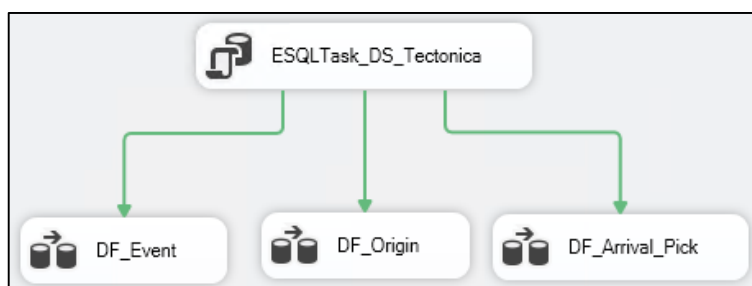 ESQLTask_DS_Tectonica
DF_Event
DF_Origin
DF_Arrival_Pick